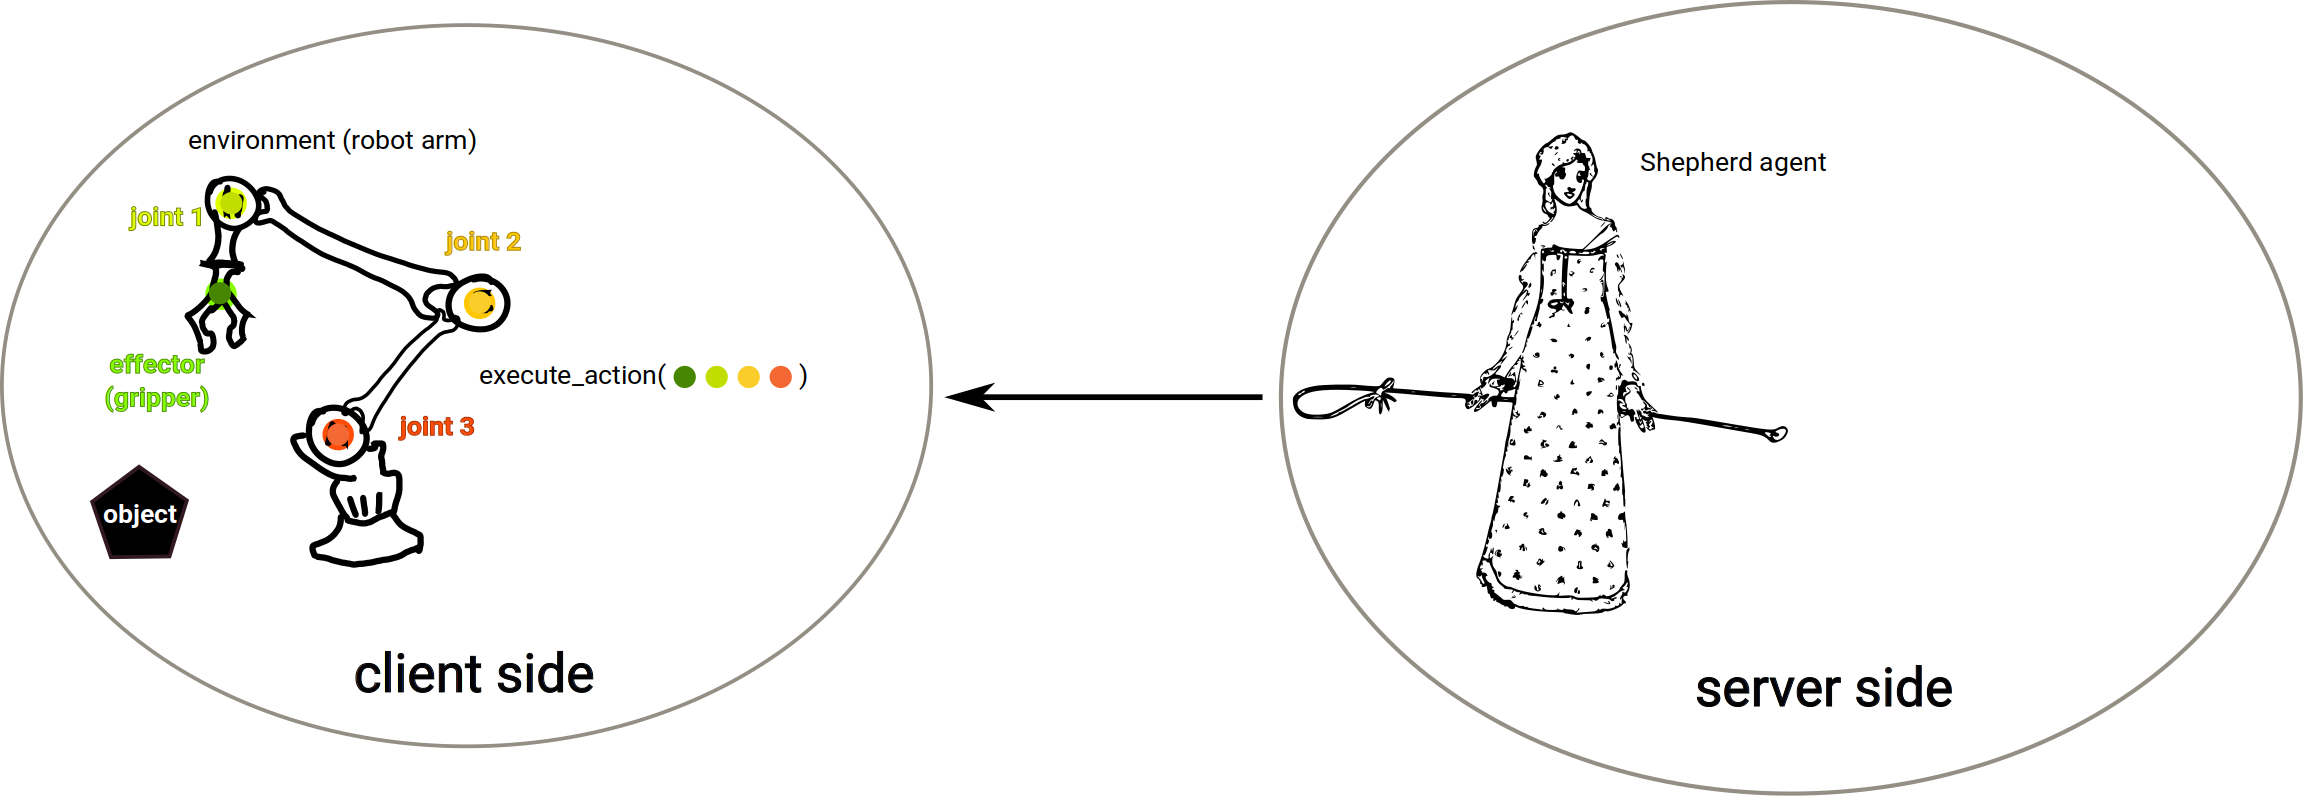 environment (robot arm)
joint 1
joint 2
effector
(gripper)
execute_action( )
joint 3
object
client side
Shepherd agent
server side